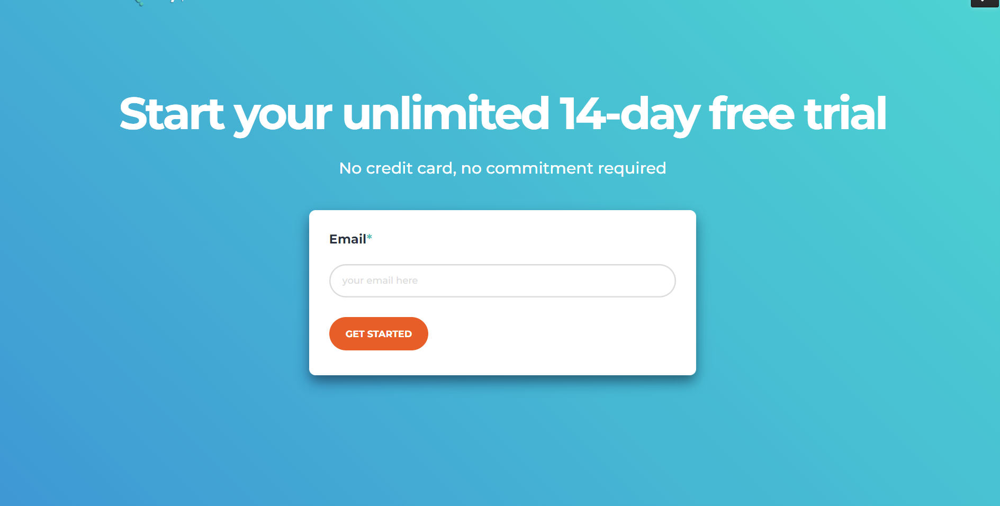 Start your unlimited 14-day free trial
No credit card, no commitment required
Email*
your email here
GET STARTED